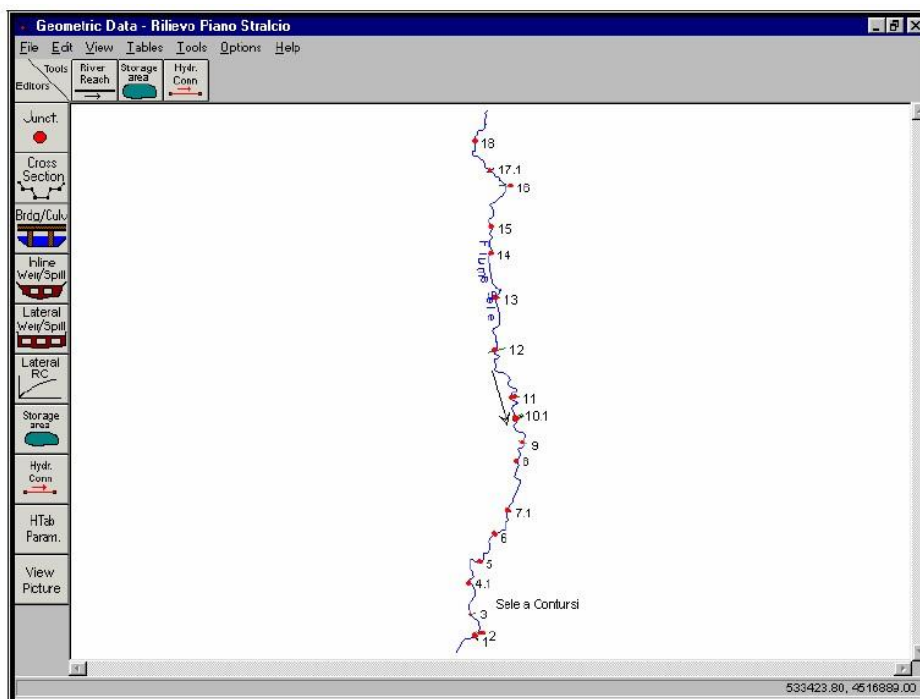 Geometric Data - Rilievo Piano Stralcio
File Edit View Tables Tools Options Help
Tools
Editors
River
Reach
Storage
area
Hydr.
Conn
Junct.
Cross
Section
Brdg/Culv
Inline
Weir/Spill
Lateral
Weir/Spill
Lateral
RC
Storage
area
Hydr.
Conn
HTab
Param.
View
Picture
18
17.1
16
15
14
Fiume Sele
13
12
11
10.1
9
8
7.1
6
5
4.1
Sele a Contursi
3
2
1
533423.80, 4516889.00